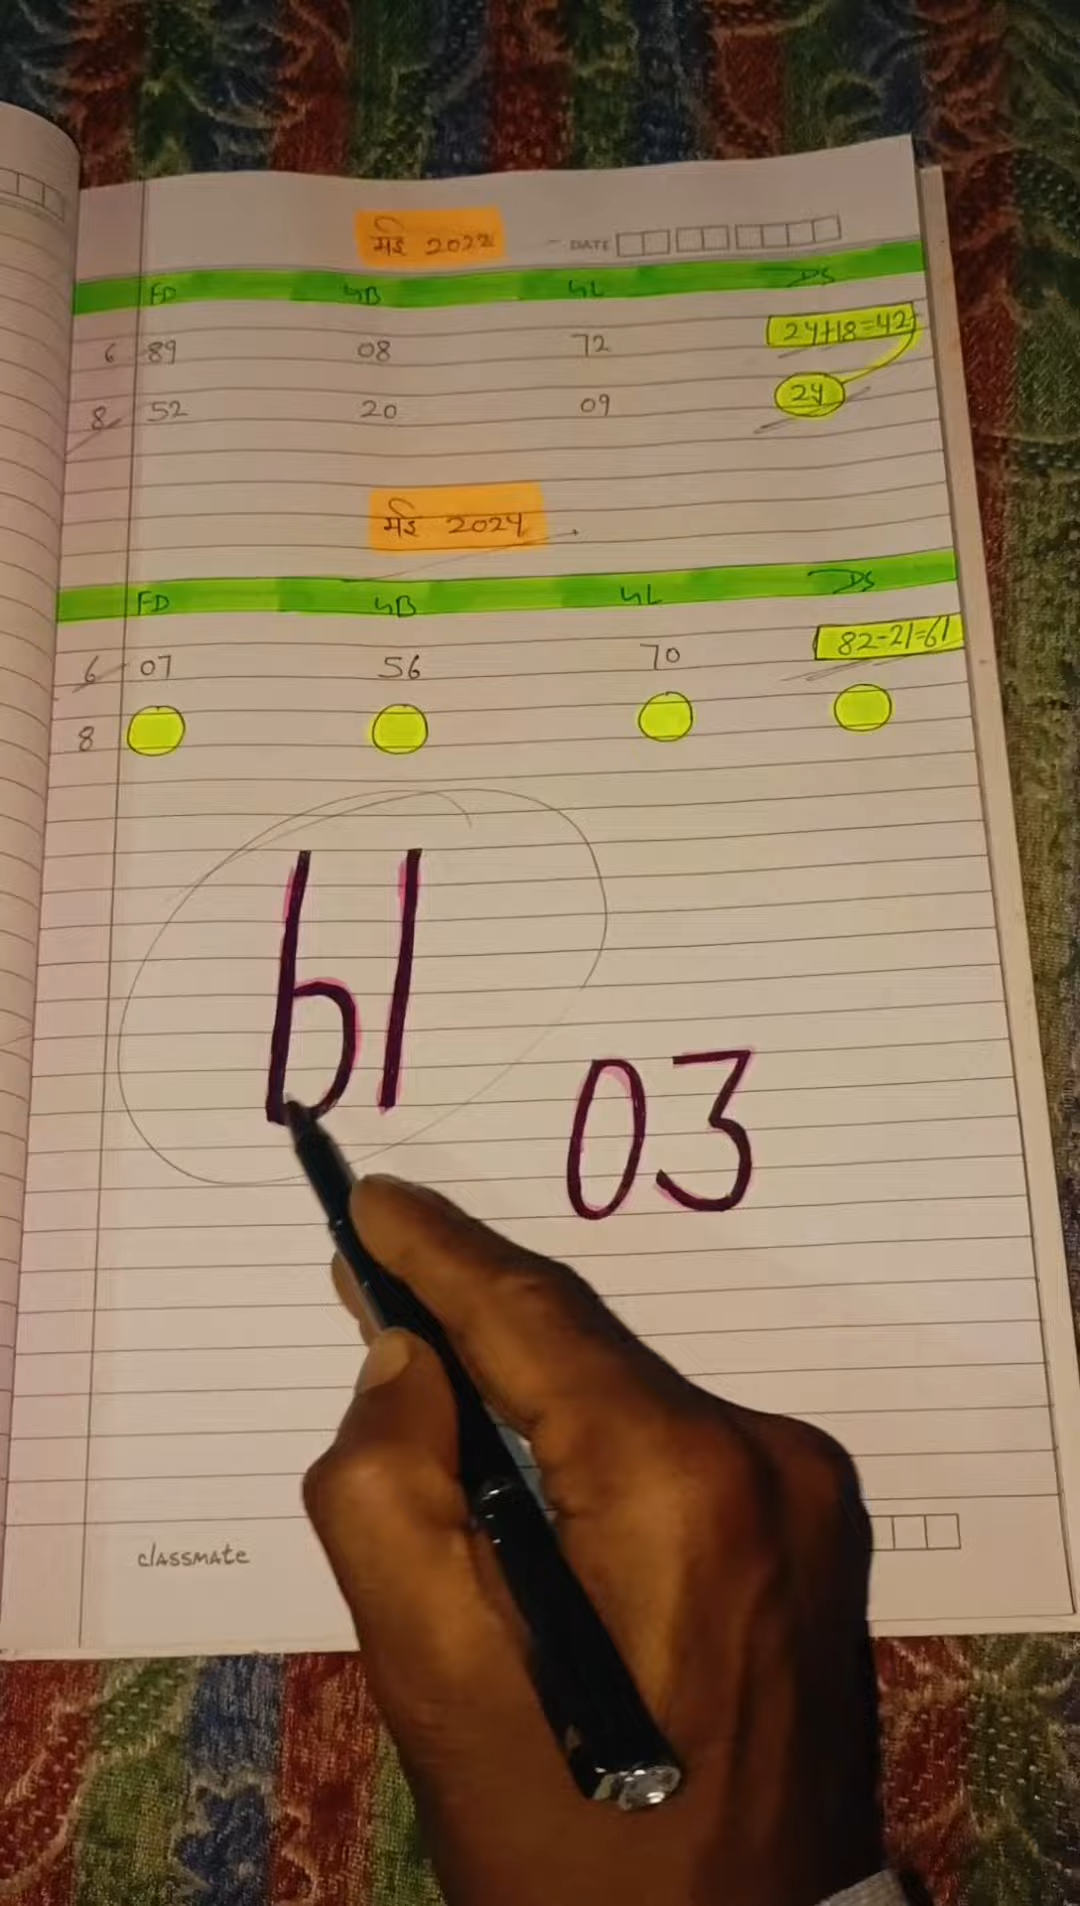 मई 2022
DATE
FD GB GL DS
6 89 08 72 24+18=42
8 52 20 09 24
मई 2024
FD GB GL DS
6 07 56 70 82-21=61
8
61
03
classmate